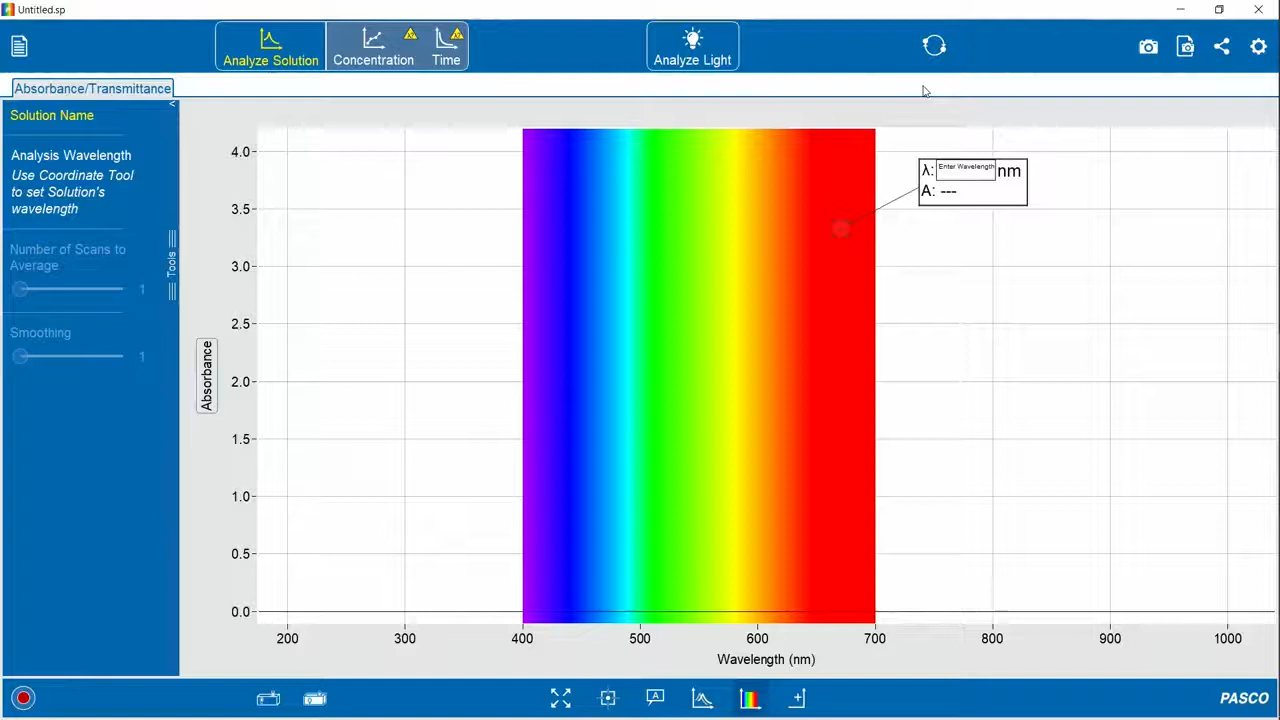 Untitled.sp
Analyze Solution
Concentration
Time
Analyze Light
Absorbance/Transmittance
<
Solution Name
Analysis Wavelength
Use Coordinate Tool
to set Solution's
wavelength
Number of Scans to
Average
1
Smoothing
1
Tools
Absorbance
4.0
3.5
3.0
2.5
2.0
1.5
1.0
0.5
0.0
λ: Enter Wavelength nm
A: ---
200 300 400 500 600 700 800 900 1000
Wavelength (nm)
A
PASCO